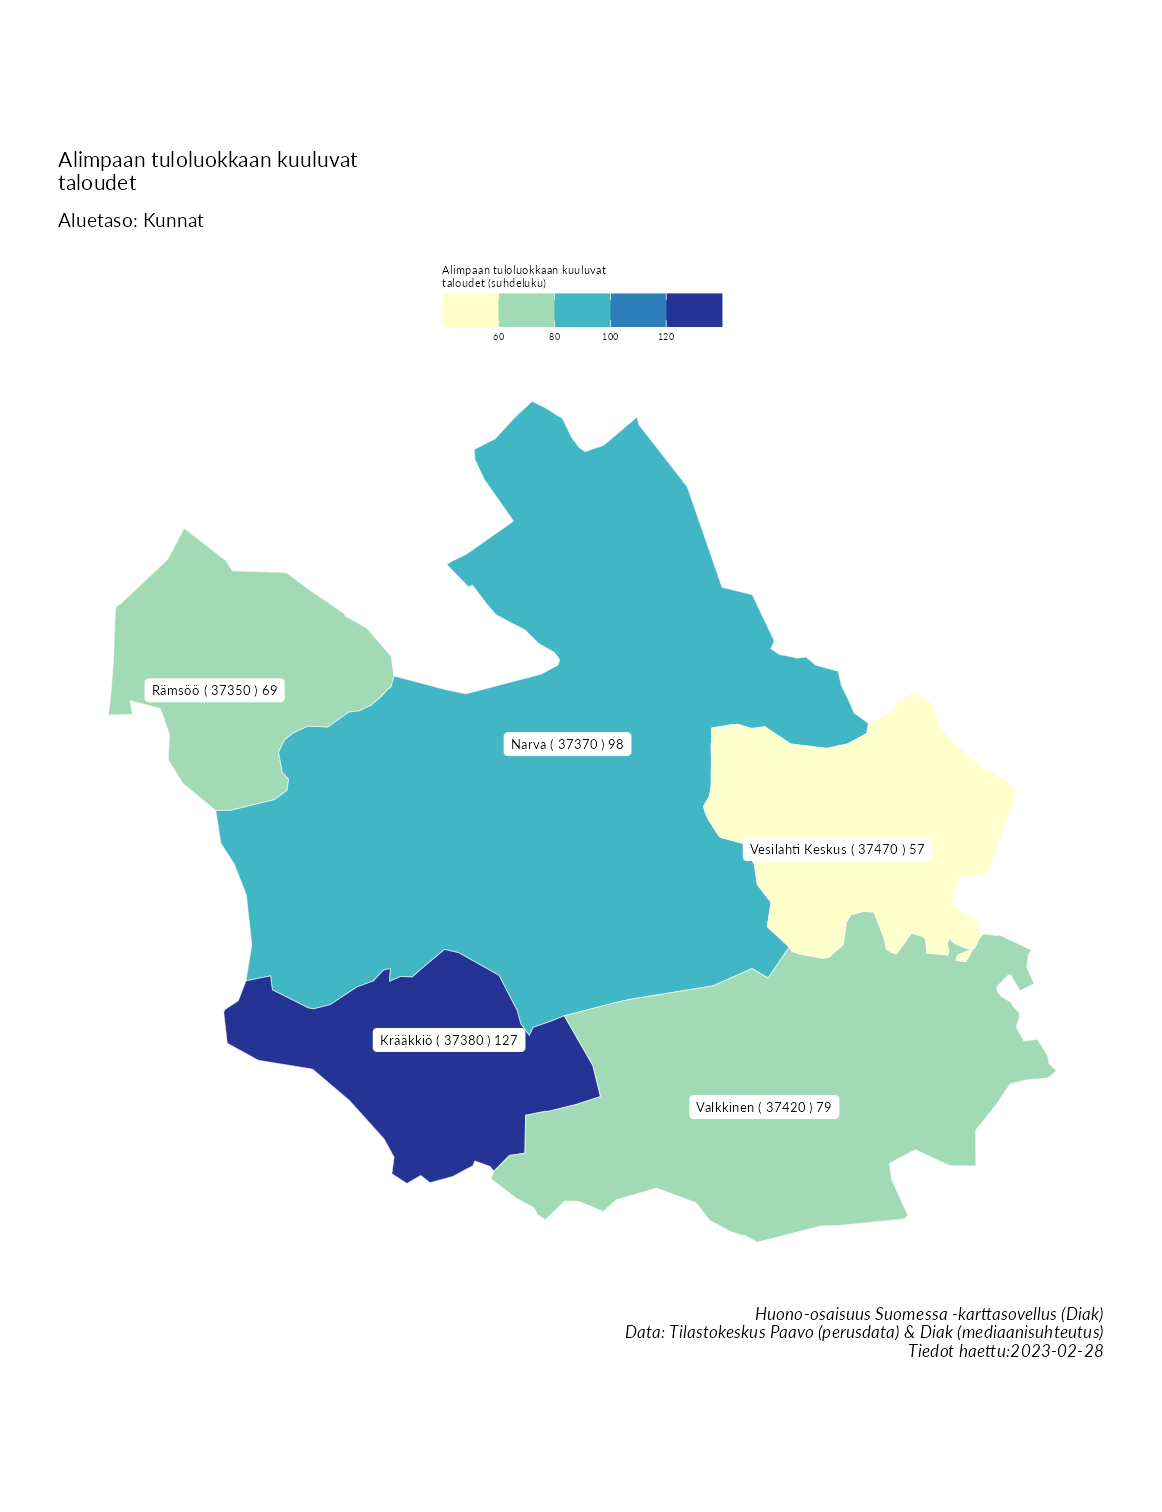 Alimpaan tuloluokkaan kuuluvat
taloudet
Aluetaso: Kunnat
Alimpaan tuloluokkaan kuuluvat
taloudet (suhdeluku)
60 80 100 120
Rämsöö ( 37350 ) 69
Narva ( 37370 ) 98
Vesilahti Keskus ( 37470 ) 57
Krääkkiö ( 37380 ) 127
Valkkinen ( 37420 ) 79
Huono-osaisuus Suomessa -karttasovellus (Diak)
Data: Tilastokeskus Paavo (perusdata) & Diak (mediaanisuhteutus)
Tiedot haettu:2023-02-28